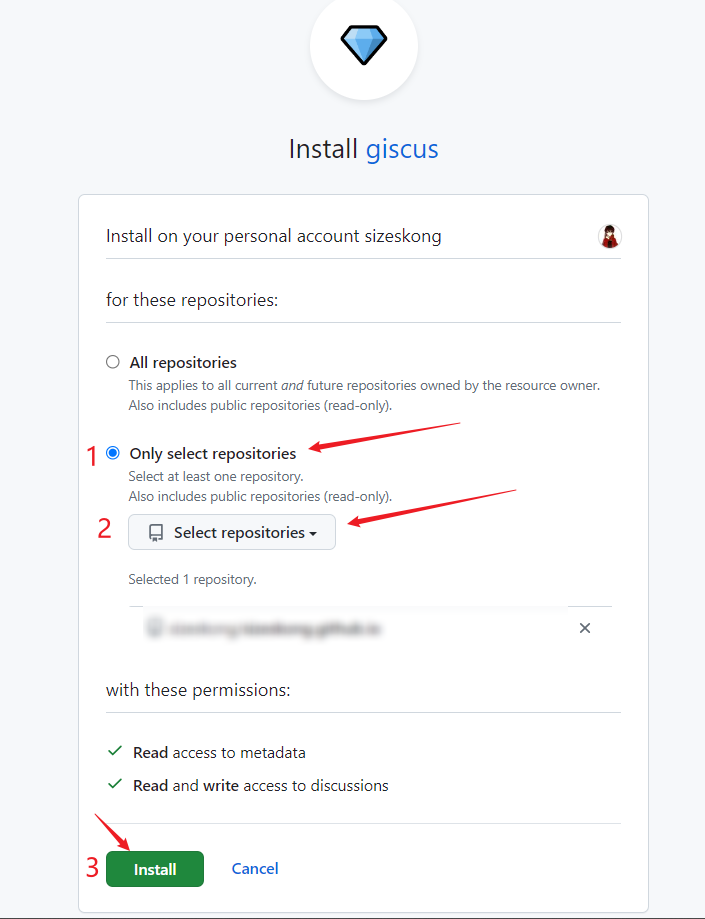 Install giscus
Install on your personal account sizeskong
for these repositories:
All repositories
This applies to all current and future repositories owned by the resource owner.
Also includes public repositories (read-only).
1 Only select repositories
Select at least one repository.
Also includes public repositories (read-only).
2 Select repositories
Selected 1 repository.
with these permissions:
Read access to metadata
Read and write access to discussions
3 Install Cancel